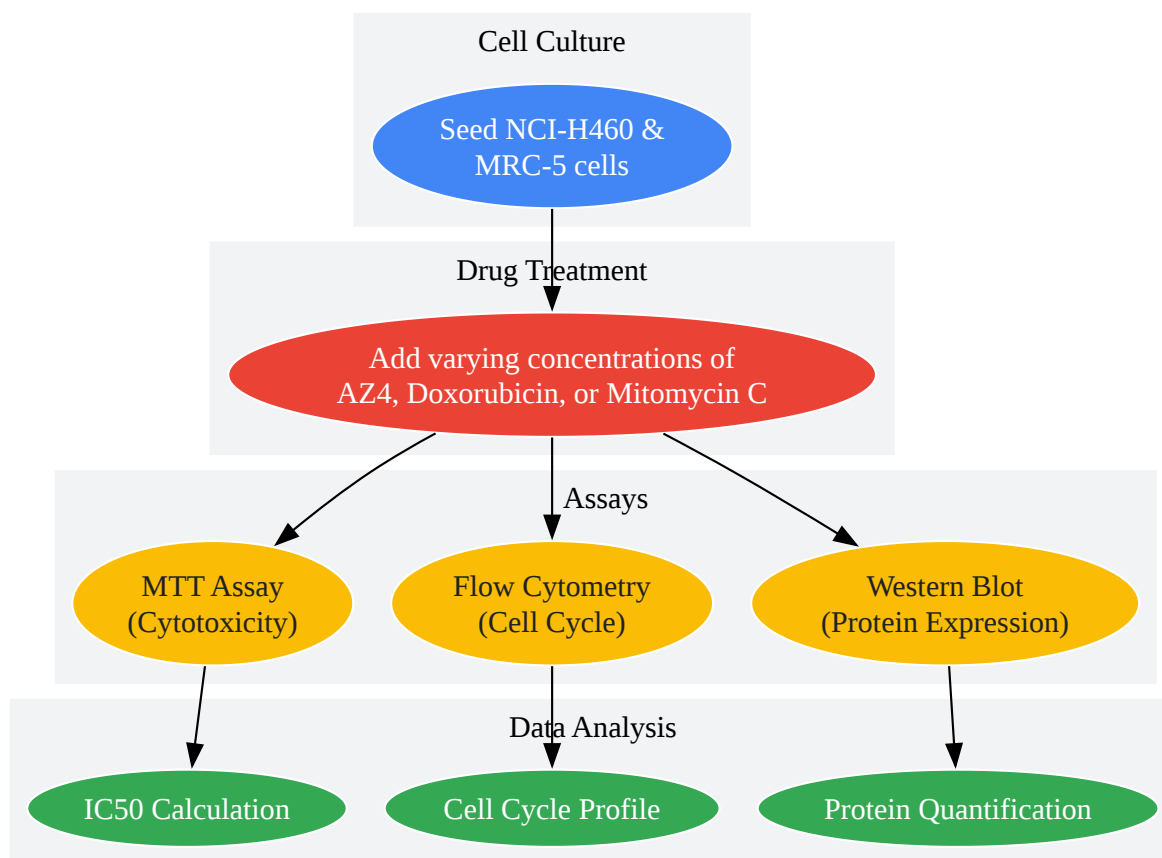 Cell Culture
Seed NCI-H460 &
MRC-5 cells
Drug Treatment
Add varying concentrations of
AZ4, Doxorubicin, or Mitomycin C
Assays
MTT Assay
(Cytotoxicity)
Flow Cytometry
(Cell Cycle)
Western Blot
(Protein Expression)
Data Analysis
IC50 Calculation
Cell Cycle Profile
Protein Quantification